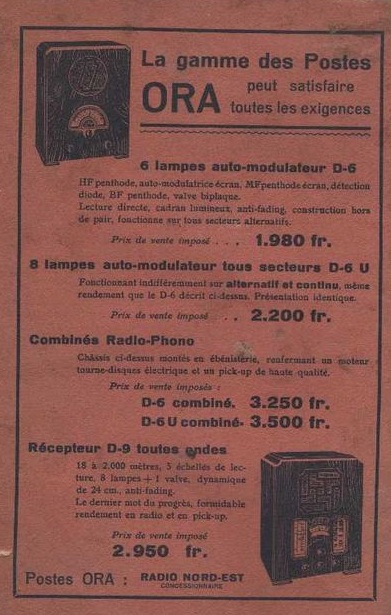 La gamme des Postes
ORA peut satisfaire
toutes les exigences
6 lampes auto-modulateur D-6
HF penthode, auto-modulatrice écran, MF penthode écran, détection
diode, BF penthode, valve biplaque.
Lecture directe, cadran lumineux, anti-fading, construction hors
de pair, fonctionne sur tous secteurs alternatifs.
Prix de vente imposé . . . 1.980 fr.
8 lampes auto-modulateur tous secteurs D-6 U
Fonctionnant indifféremment sur alternatif et continu, même
rendement que le D-6 décrit ci-dessus. Présentation identique.
Prix de vente imposé . . 2.200 fr.
Combinés Radio-Phono
Châssis ci-dessus montés en ébénisterie, renfermant un moteur
tourne-disques électrique et un pick-up de haute qualité.
Prix de vente imposés :
D-6 combiné. 3.250 fr.
D-6 U combiné. 3.500 fr.
Récepteur D-9 toutes ondes
18 à 2.000 mètres, 3 échelles de lec-
ture, 8 lampes + 1 valve, dynamique
de 24 cm., anti-fading.
Le dernier mot du progrès, formidable
rendement en radio et en pick-up.
Prix de vente imposé
2.950 fr.
Postes ORA : RADIO NORD-EST
CONCESSIONNAIRE